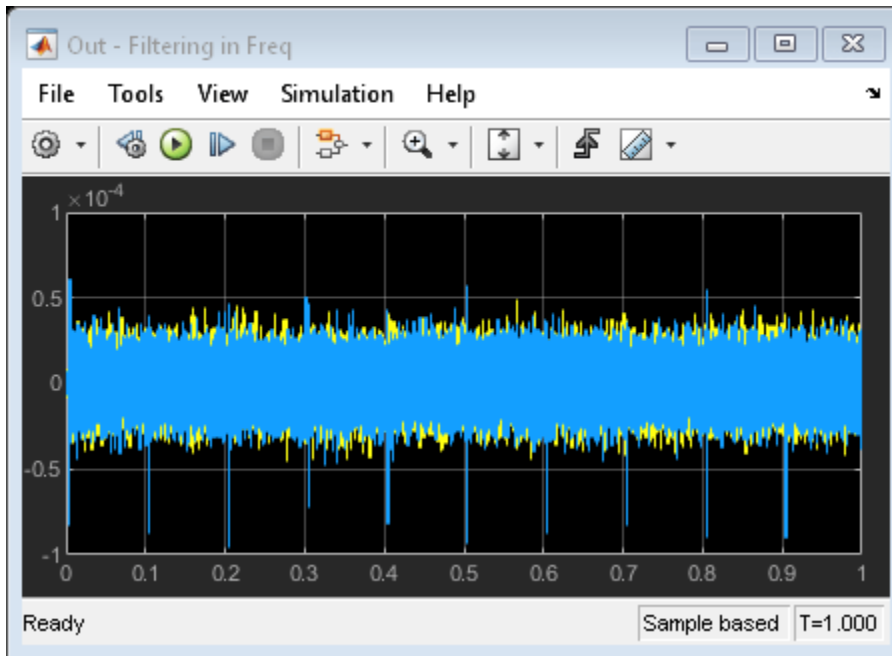 Out - Filtering in Freq
File Tools View Simulation Help
×10⁻⁴
1
0.5
0
-0.5
-1
0 0.1 0.2 0.3 0.4 0.5 0.6 0.7 0.8 0.9 1
Ready Sample based T=1.000